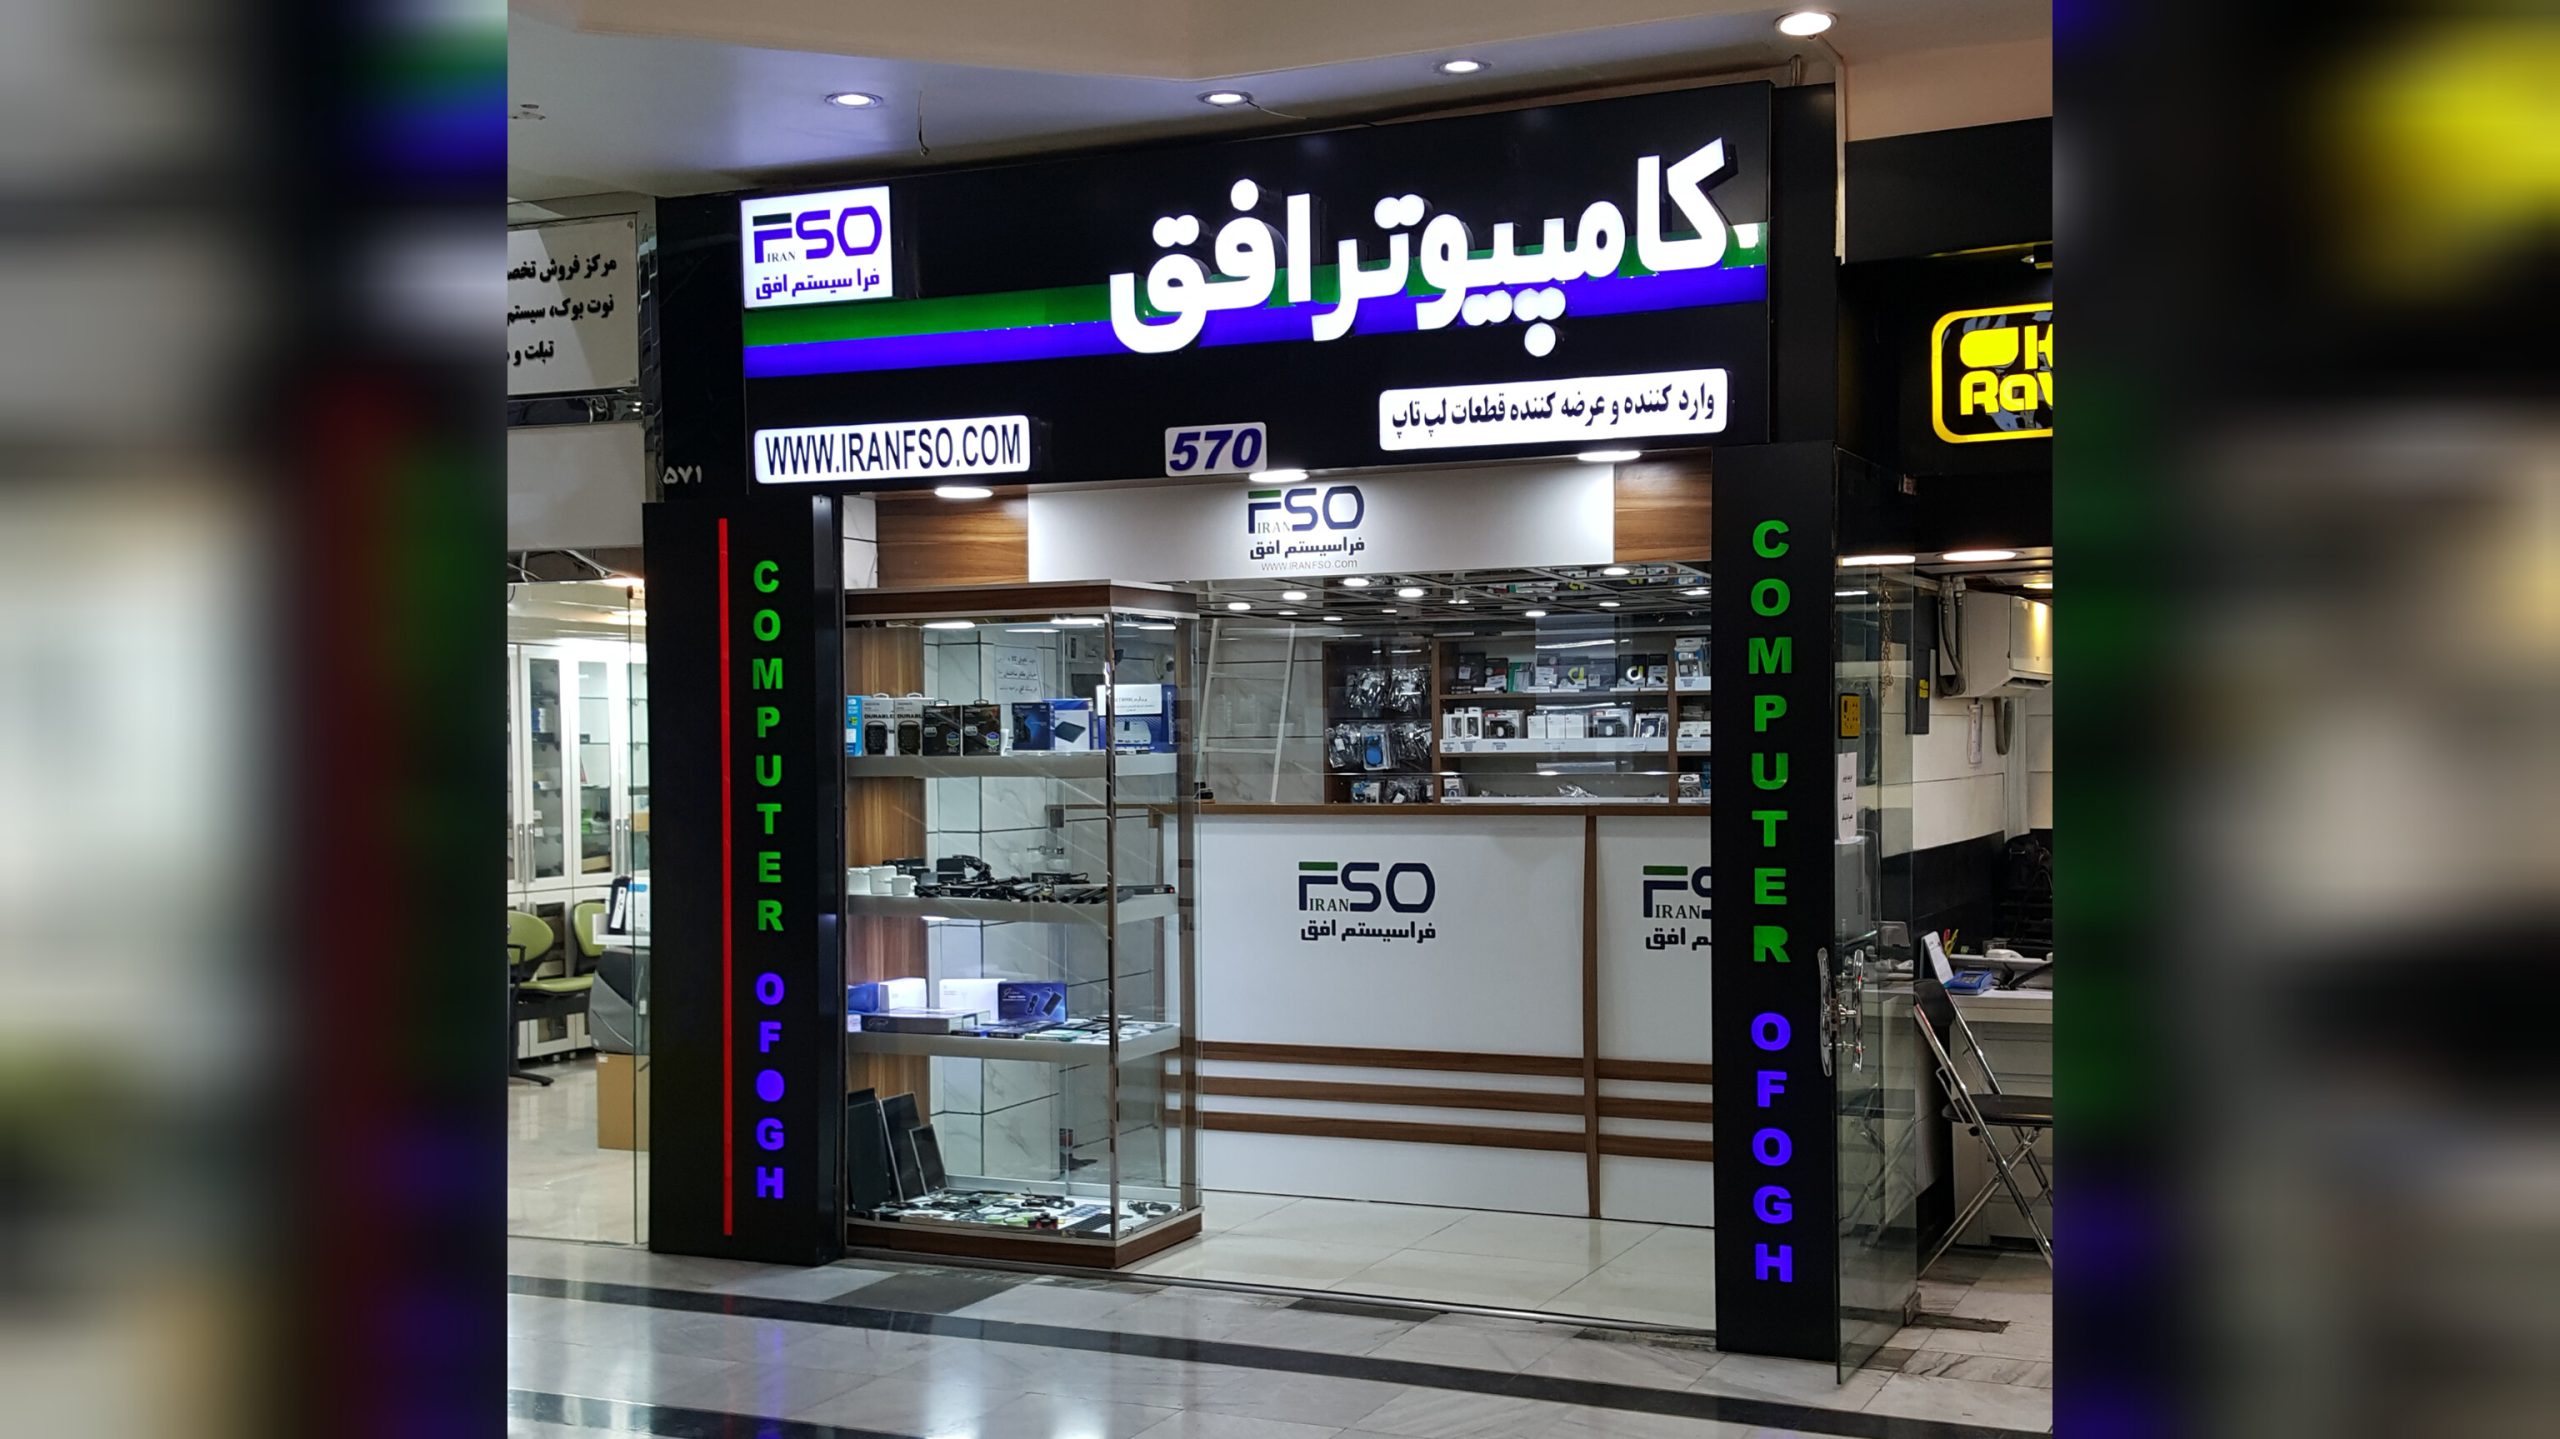 کامپیوتر افق
FSO
IRAN
فرا سیستم افق
وارد کننده و عرضه کننده قطعات لپ تاپ
570
WWW.IRANFSO.COM
۵۷۱
مرکز فروش
نوت بوک، سیستم
تبلت و
FSO
IRAN
فراسیستم افق
WWW.IRANFSO.com
COMPUTER OFOGH
COMPUTER OFOGH
FSO
IRAN
فراسیستم افق
IRAN
افق
DURABLE